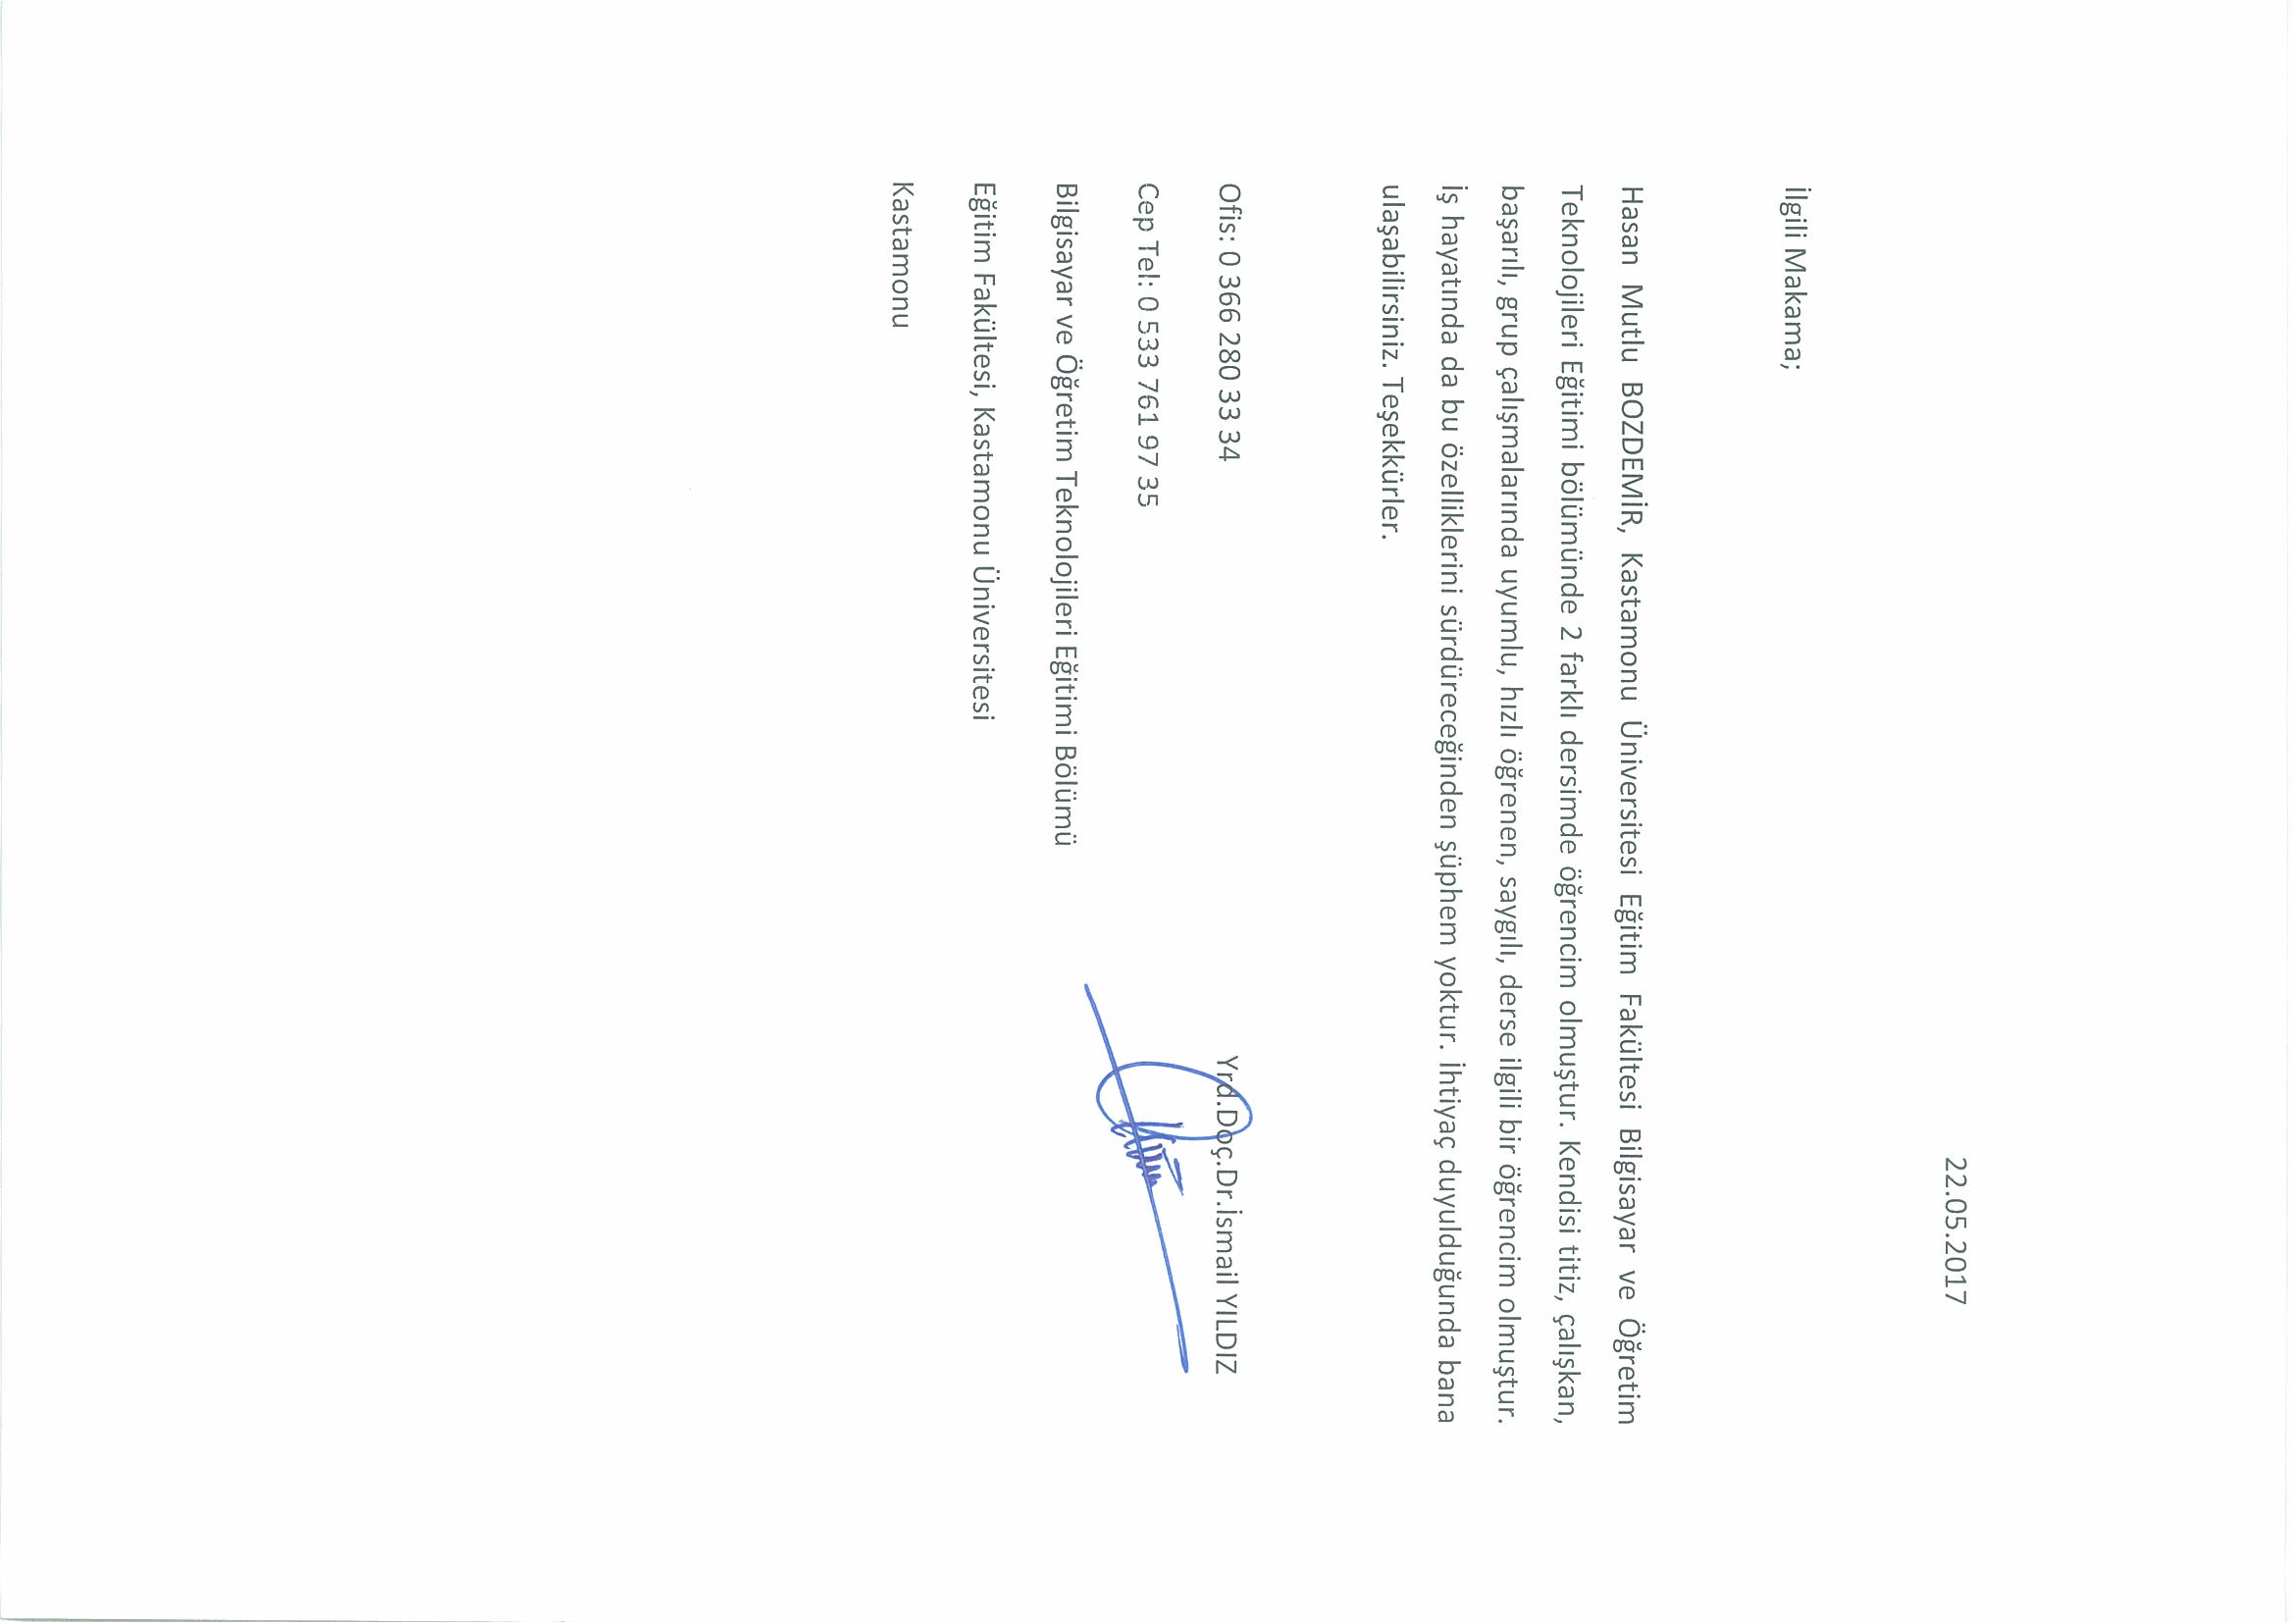 22.05.2017
İlgili Makama;
Hasan Mutlu BOZDEMİR, Kastamonu Üniversitesi Eğitim Fakültesi Bilgisayar ve Öğretim
Teknolojileri Eğitimi bölümünde 2 farklı dersimde öğrencim olmuştur. Kendisi titiz, çalışkan,
başarılı, grup çalışmalarında uyumlu, hızlı öğrenen, saygılı, derse ilgili bir öğrencim olmuştur.
İş hayatında da bu özelliklerini sürdüreceğinden şüphem yoktur. İhtiyaç duyulduğunda bana
ulaşabilirsiniz. Teşekkürler.
Ofis: 0 366 280 33 34
Yrd.Doç.Dr.İsmail YILDIZ
Cep Tel: 0 533 761 97 35
Bilgisayar ve Öğretim Teknolojileri Eğitimi Bölümü
Eğitim Fakültesi, Kastamonu Üniversitesi
Kastamonu